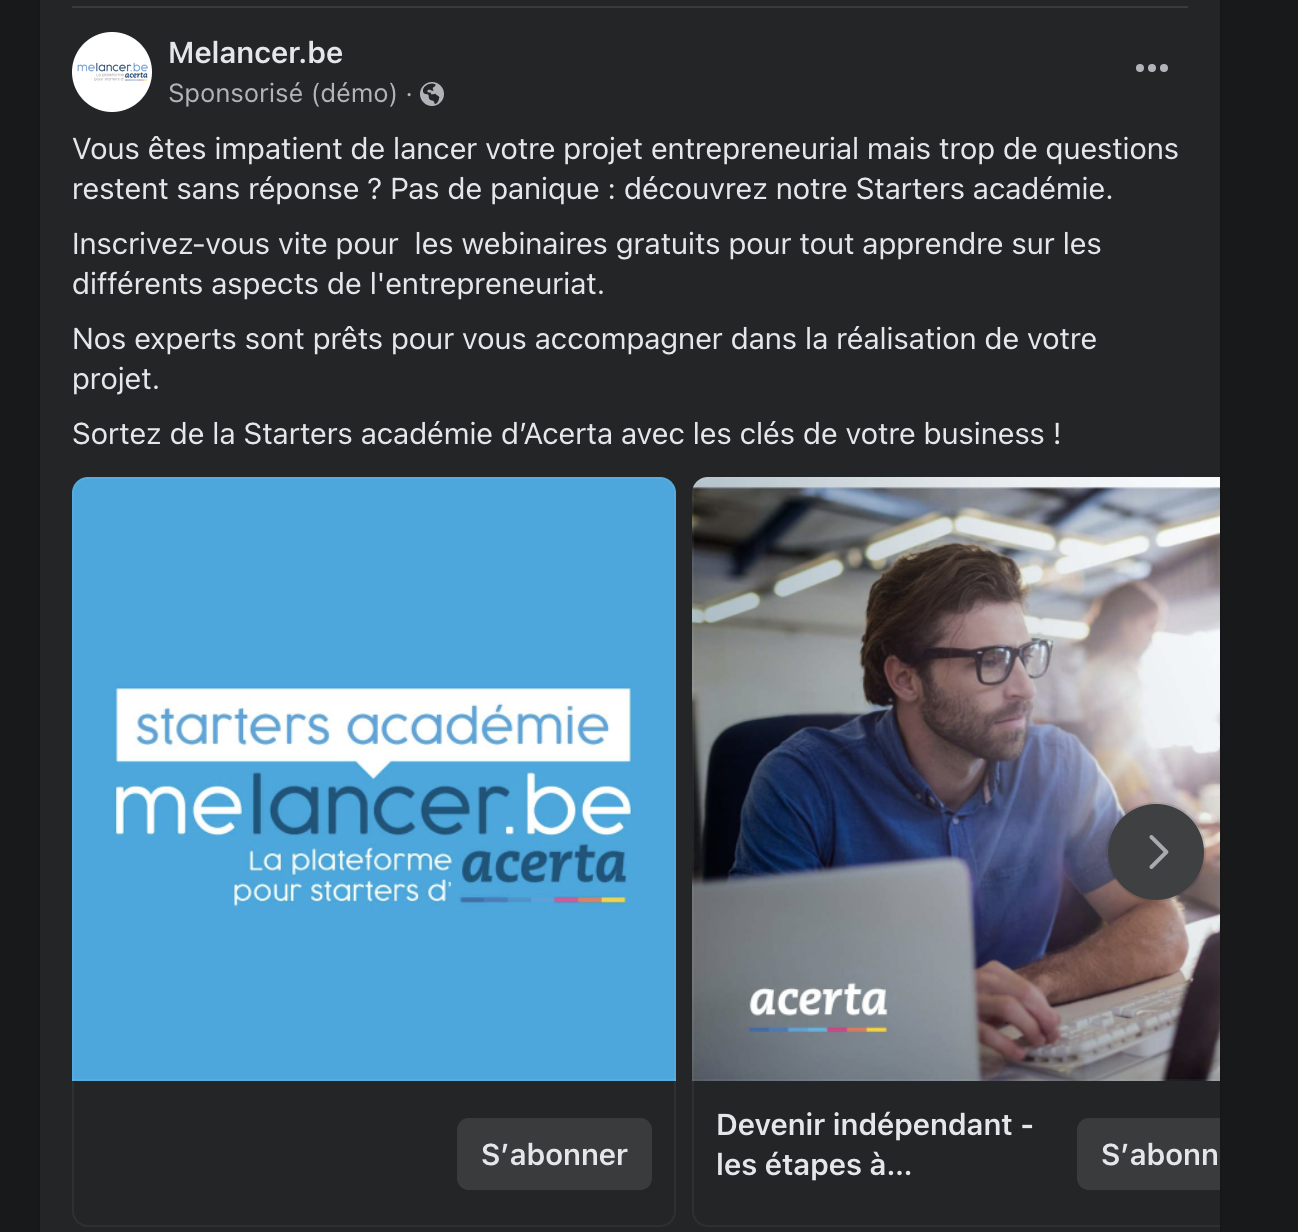 melancer.be
acerta
Melancer.be
Sponsorisé (démo) ·
Vous êtes impatient de lancer votre projet entrepreneurial mais trop de questions
restent sans réponse ? Pas de panique : découvrez notre Starters académie.
Inscrivez-vous vite pour  les webinaires gratuits pour tout apprendre sur les
différents aspects de l'entrepreneuriat.
Nos experts sont prêts pour vous accompagner dans la réalisation de votre
projet.
Sortez de la Starters académie d’Acerta avec les clés de votre business !
starters académie
melancer.be
La plateforme
pour starters d' acerta
acerta
S’abonner
Devenir indépendant -
les étapes à...
S’abonn